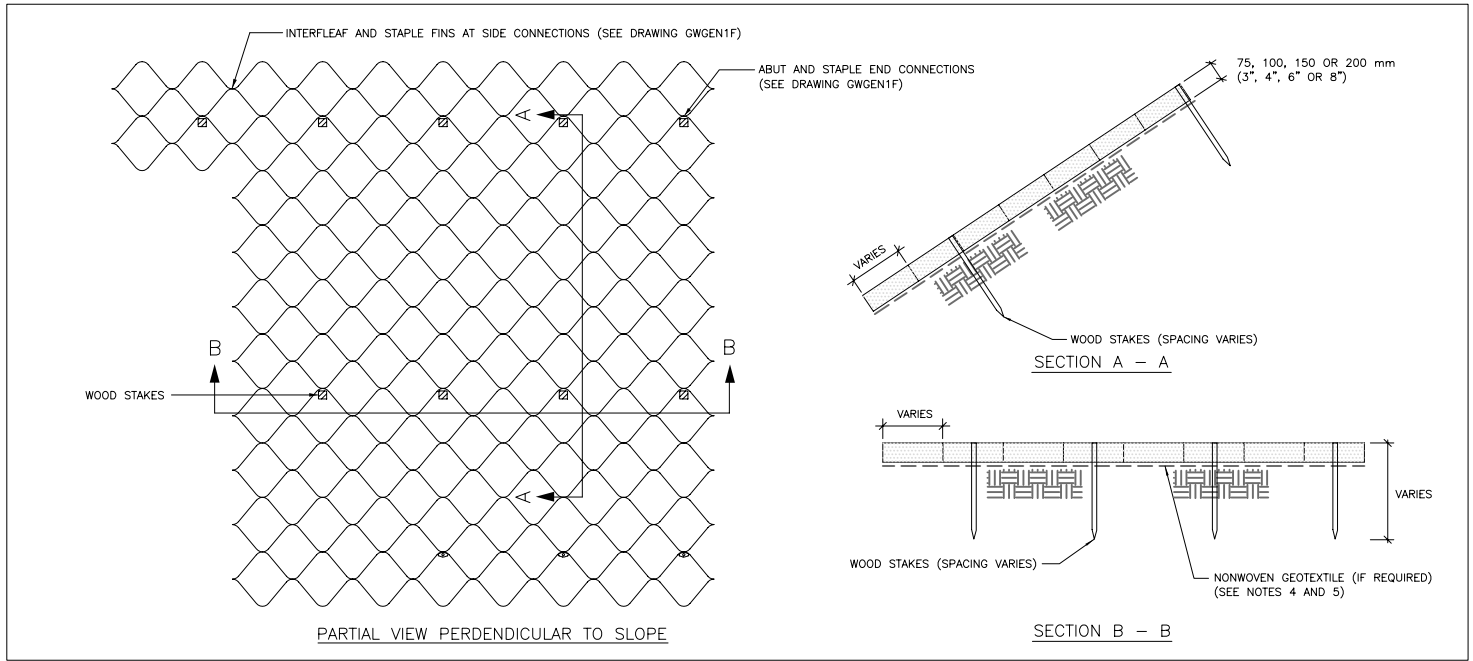 INTERFLEAF AND STAPLE FINS AT SIDE CONNECTIONS (SEE DRAWING GWGEN1F)
ABUT AND STAPLE END CONNECTIONS
(SEE DRAWING GWGEN1F)
A
B
B
WOOD STAKES
A
PARTIAL VIEW PERDENDICULAR TO SLOPE
75, 100, 150 OR 200 mm
(3", 4", 6" OR 8")
VARIES
WOOD STAKES (SPACING VARIES)
SECTION A – A
VARIES
VARIES
WOOD STAKES (SPACING VARIES)
NONWOVEN GEOTEXTILE (IF REQUIRED)
(SEE NOTES 4 AND 5)
SECTION B – B